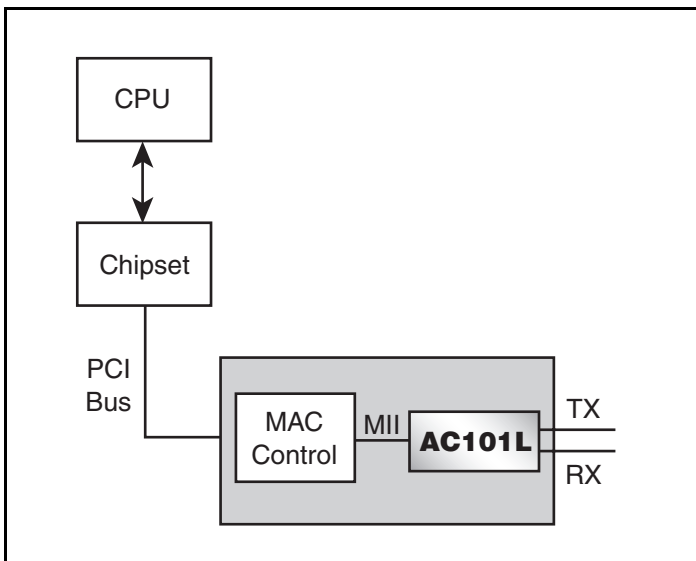 CPU
Chipset
PCI
Bus
MAC
Control
MII
AC101L
TX
RX